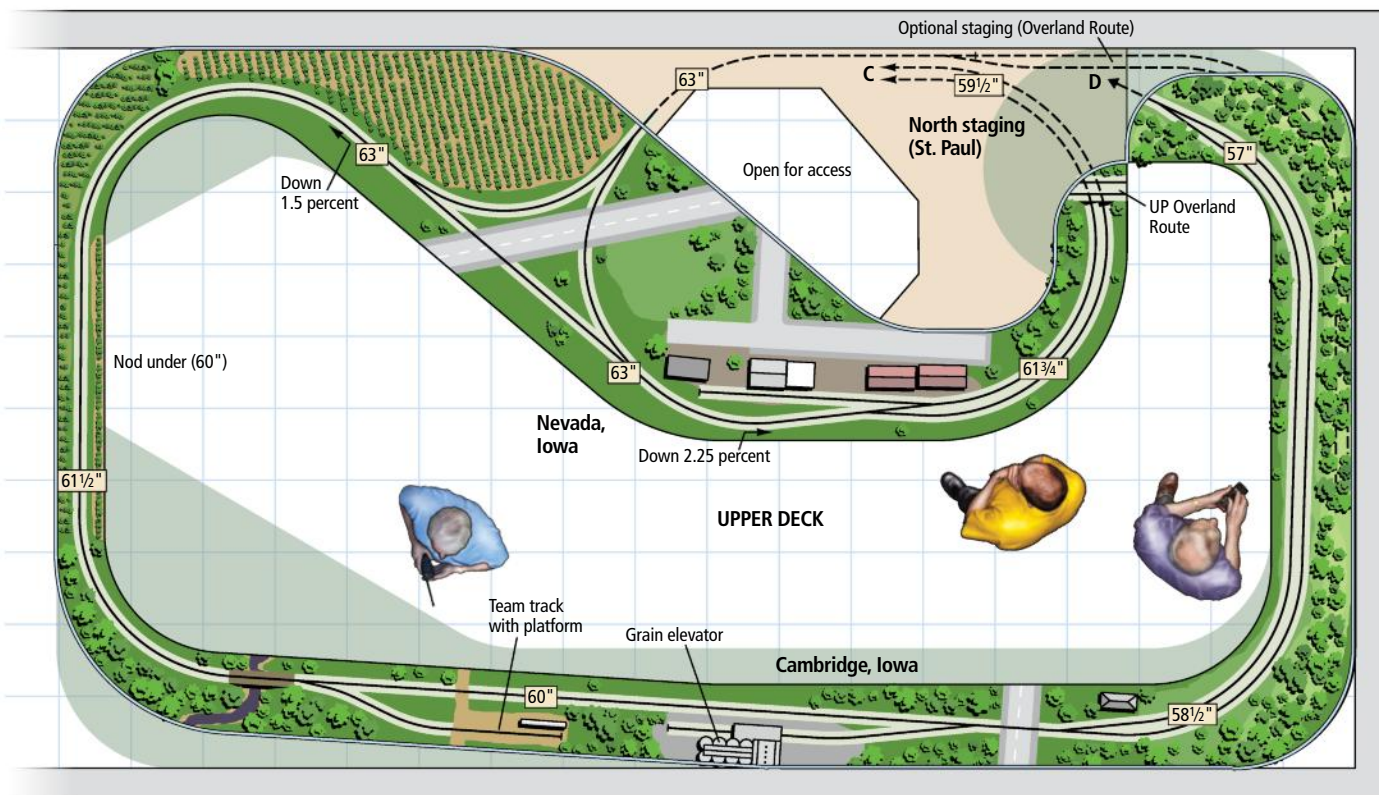 Optional staging (Overland Route)
63"
C
59½"
D
North staging
(St. Paul)
57"
63"
Open for access
Down
1.5 percent
UP Overland
Route
Nod under (60")
63"
61¾"
Nevada,
Iowa
Down 2.25 percent
61½"
UPPER DECK
Team track
with platform
Grain elevator
Cambridge, Iowa
60"
58½"